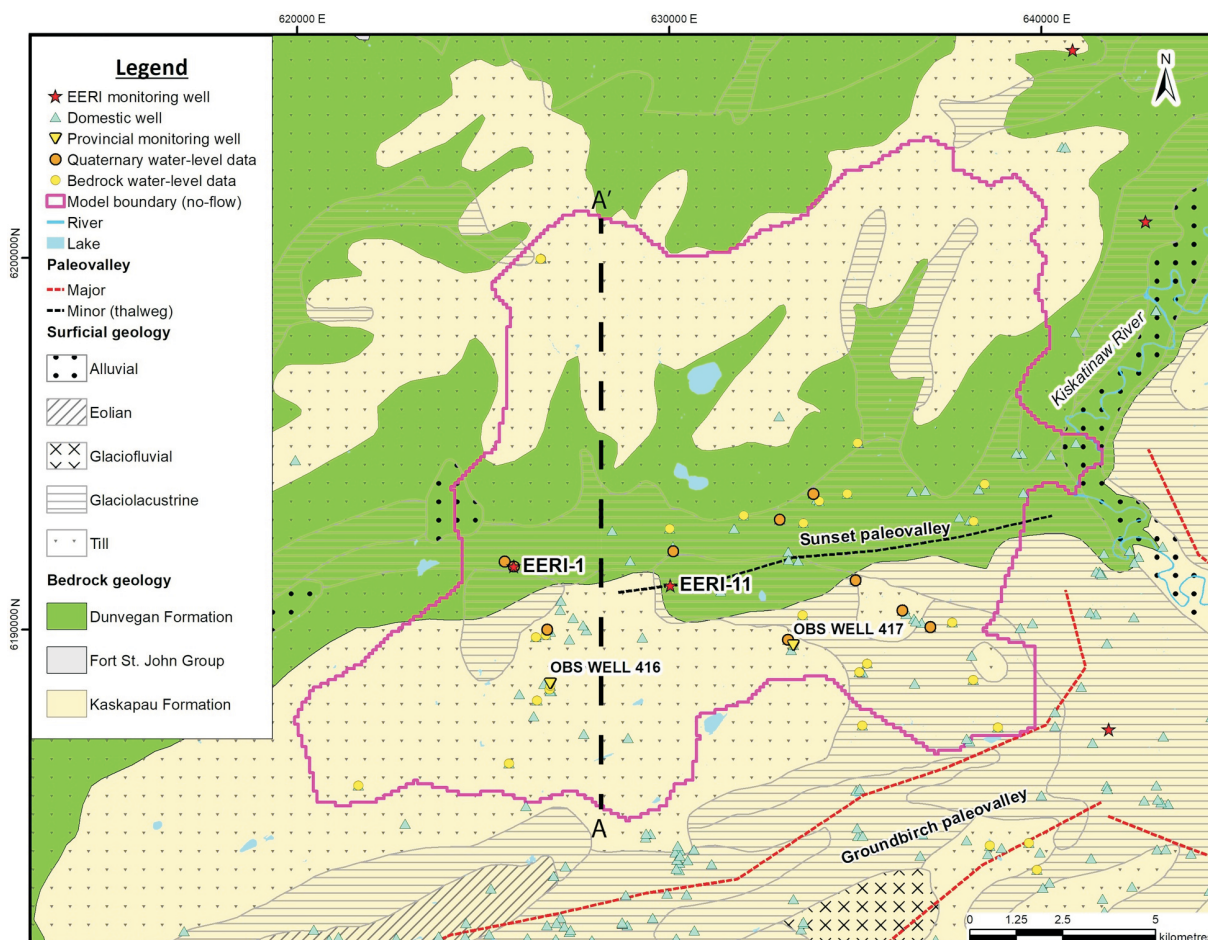 620000 E
630000 E
640000 E
Legend
EERI monitoring well
Domestic well
Provincial monitoring well
Quaternary water-level data
Bedrock water-level data
Model boundary (no-flow)
River
Lake
Paleovalley
Major
Minor (thalweg)
Surficial geology
Alluvial
Eolian
Glaciofluvial
Glaciolacustrine
Till
Bedrock geology
Dunvegan Formation
Fort St. John Group
Kaskapau Formation
N
6200000N
6190000N
A'
Kiskatinaw River
Sunset paleovalley
EERI-1
EERI-11
OBS WELL 417
OBS WELL 416
A
Groundbirch paleovalley
0 1.25 2.5 5
kilometres